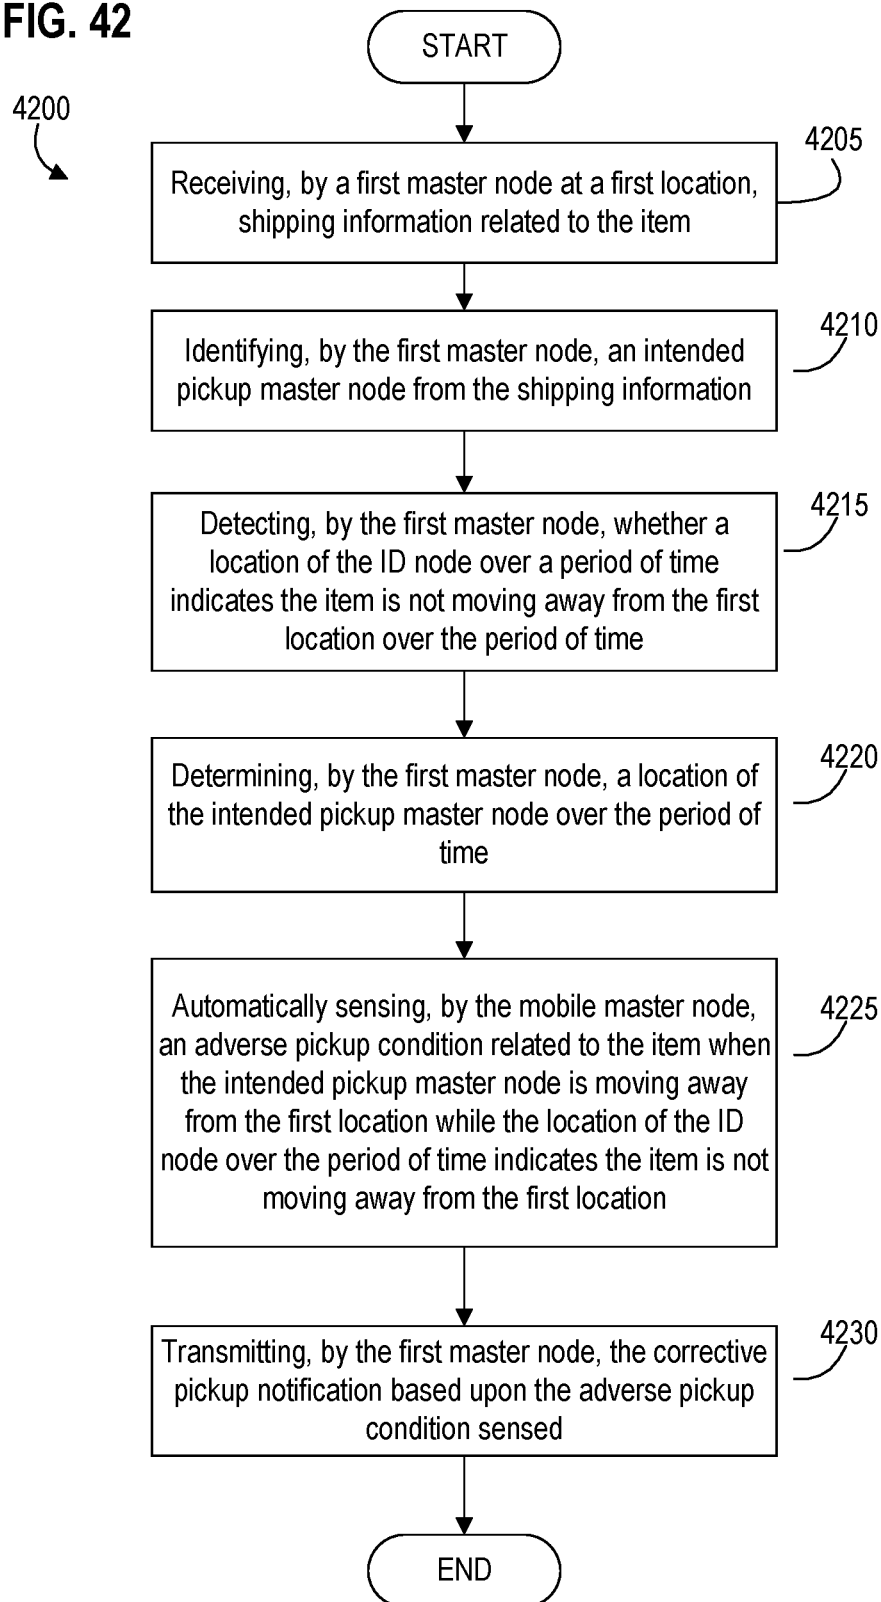 FIG. 42
START
4200
4205
Receiving, by a first master node at a first location,
shipping information related to the item
4210
Identifying, by the first master node, an intended
pickup master node from the shipping information
4215
Detecting, by the first master node, whether a
location of the ID node over a period of time
indicates the item is not moving away from the first
location over the period of time
4220
Determining, by the first master node, a location of
the intended pickup master node over the period of
time
4225
Automatically sensing, by the mobile master node,
an adverse pickup condition related to the item when
the intended pickup master node is moving away
from the first location while the location of the ID
node over the period of time indicates the item is not
moving away from the first location
4230
Transmitting, by the first master node, the corrective
pickup notification based upon the adverse pickup
condition sensed
END